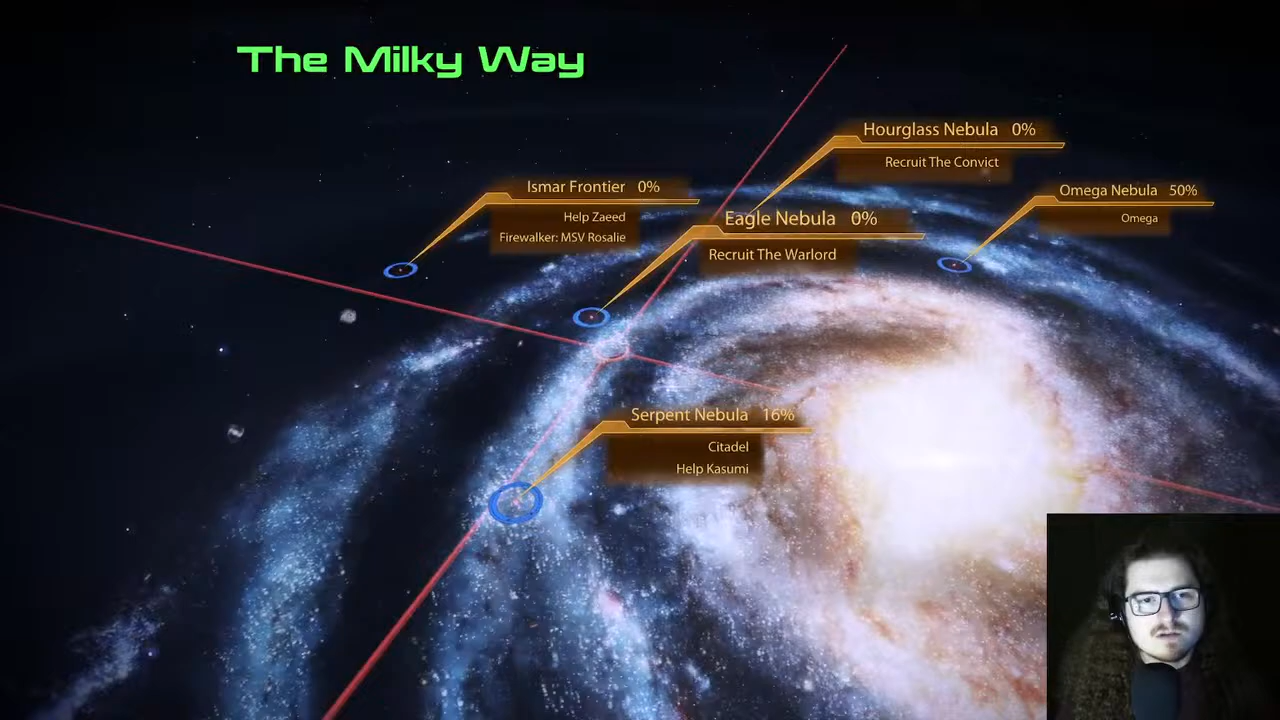 The Milky Way
Hourglass Nebula 0%
Recruit The Convict
Ismar Frontier 0%
Help Zaeed
Firewalker: MSV Rosalie
Omega Nebula 50%
Omega
Eagle Nebula 0%
Recruit The Warlord
Serpent Nebula 16%
Citadel
Help Kasumi